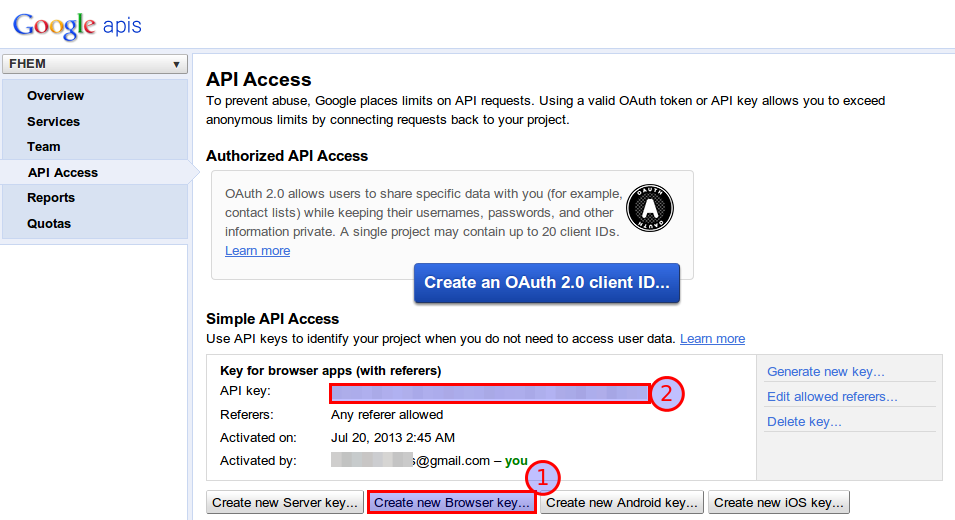 Google apis
FHEM
Overview
Services
Team
API Access
Reports
Quotas
API Access
To prevent abuse, Google places limits on API requests. Using a valid OAuth token or API key allows you to exceed
anonymous limits by connecting requests back to your project.
Authorized API Access
OAuth 2.0 allows users to share specific data with you (for example,
contact lists) while keeping their usernames, passwords, and other
information private. A single project may contain up to 20 client IDs.
Learn more
OAUTH
A
OAUTH
Create an OAuth 2.0 client ID...
Simple API Access
Use API keys to identify your project when you do not need to access user data. Learn more
Key for browser apps (with referers)
API key:
2
Referers: Any referer allowed
Activated on: Jul 20, 2013 2:45 AM
Activated by: s@gmail.com – you
Generate new key...
Edit allowed referers...
Delete key...
1
Create new Server key... Create new Browser key... Create new Android key... Create new iOS key...